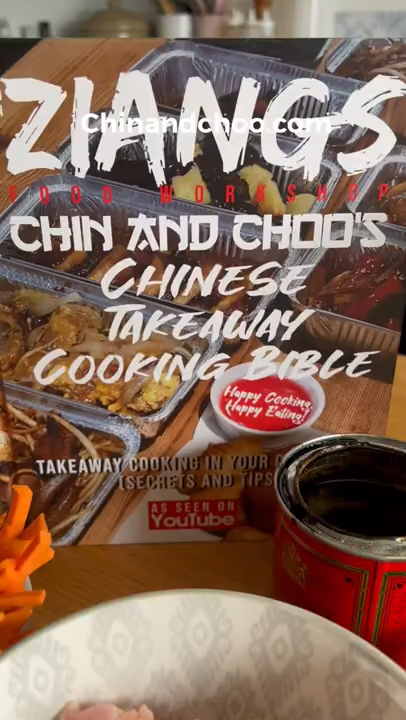 ZIANGS
Chinandchoo.com
FOOD WORKSHOP
CHIN AND CHOO'S
CHINESE
TAKEAWAY
COOKING BIBLE
Happy Cooking
Happy Eating!
TAKEAWAY COOKING IN YOUR
(SECRETS AND TIPS
AS SEEN ON
YouTube